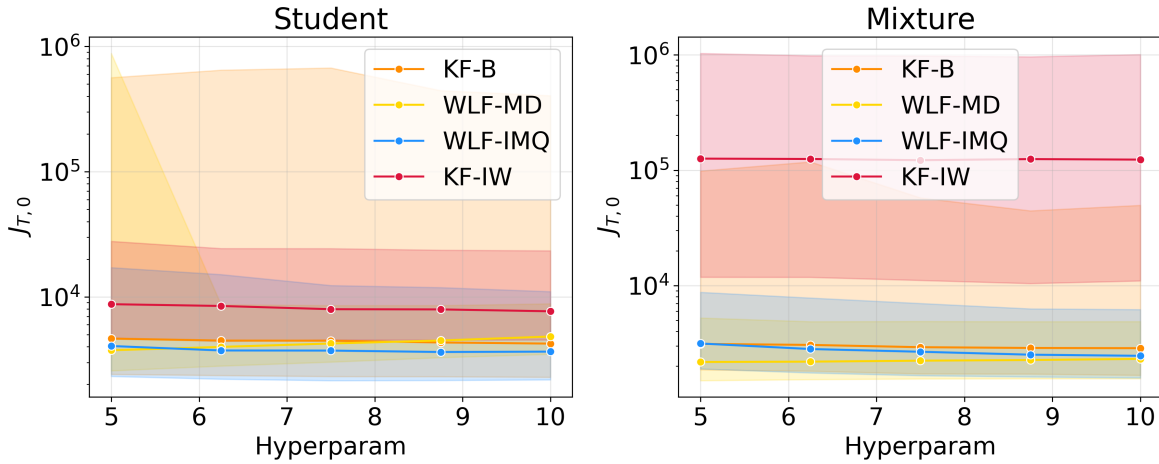 Student
10^6
10^5
10^4
J_{T,0}
5 6 7 8 9 10
Hyperparam
KF-B
WLF-MD
WLF-IMQ
KF-IW
Mixture
10^6
10^5
10^4
J_{T,0}
5 6 7 8 9 10
Hyperparam
KF-B
WLF-MD
WLF-IMQ
KF-IW